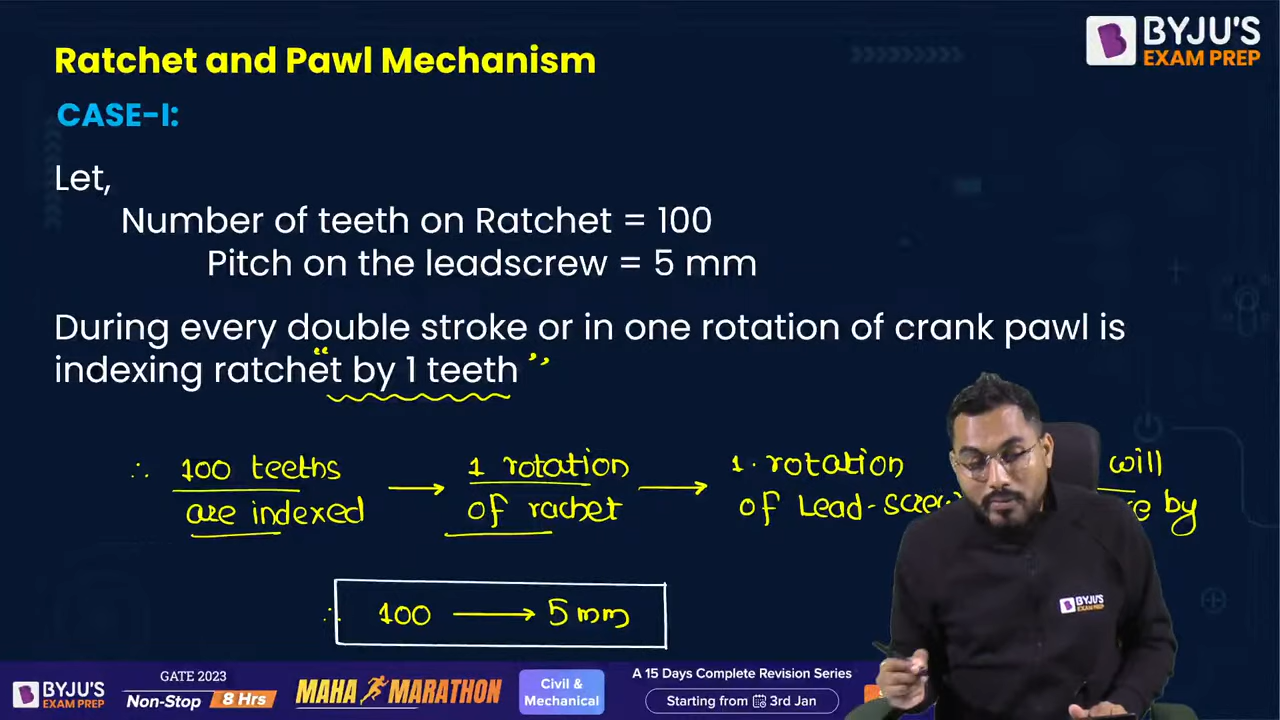 Ratchet and Pawl Mechanism
BYJU'S
EXAM PREP
CASE-I:
Let,
Number of teeth on Ratchet = 100
Pitch on the leadscrew = 5 mm
During every double stroke or in one rotation of crank pawl is
indexing ratchet by 1 teeth
“ ”
∴ 100 teeths → 1 rotation → 1. rotation will
are indexed of rachet of Lead-screw by
∴ 100 → 5 mm
BYJU'S
EXAM PREP
BYJU'S
EXAM PREP
GATE 2023
Non-Stop 8 Hrs
MAHA MARATHON
Civil &
Mechanical
A 15 Days Complete Revision Series
Starting from 3rd Jan